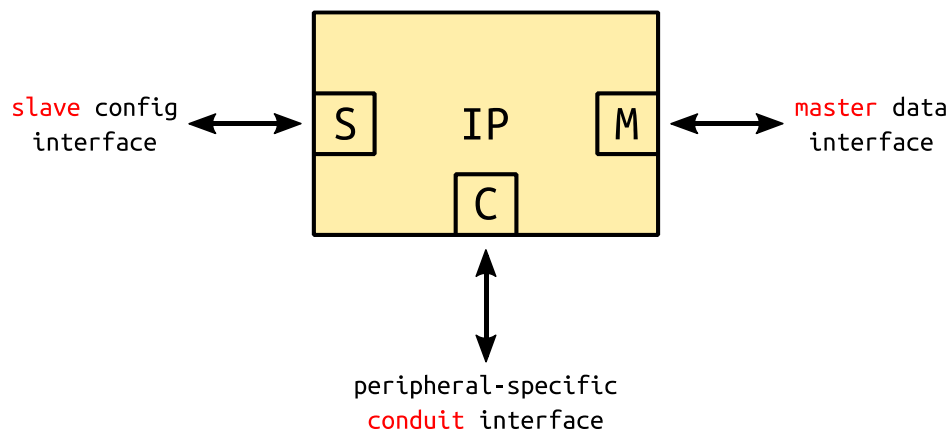 slave config
interface
S
IP
M
master data
interface
C
peripheral-specific
conduit interface